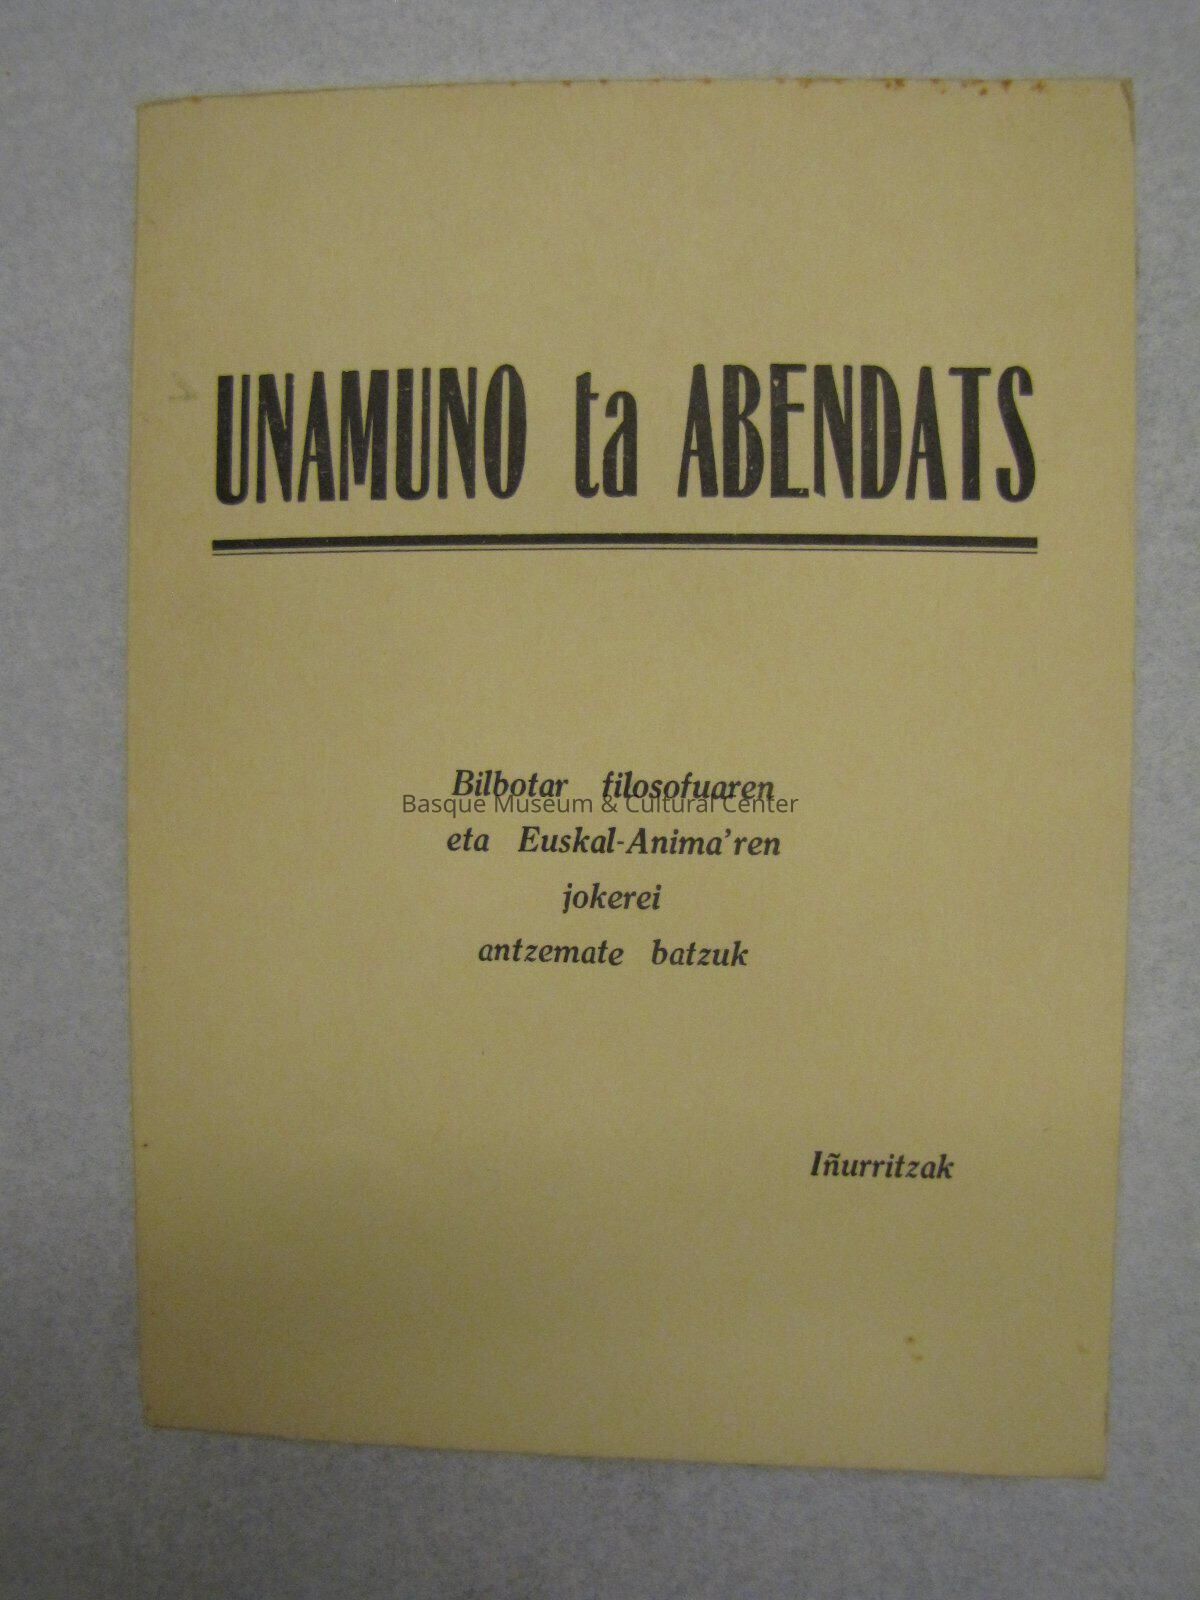 UNAMUNO ta ABENDATS
Bilbotar filosofuaren
Basque Museum & Cultural Center
eta Euskal-Anima'ren
jokerei
antzemate batzuk
Iñurritzak